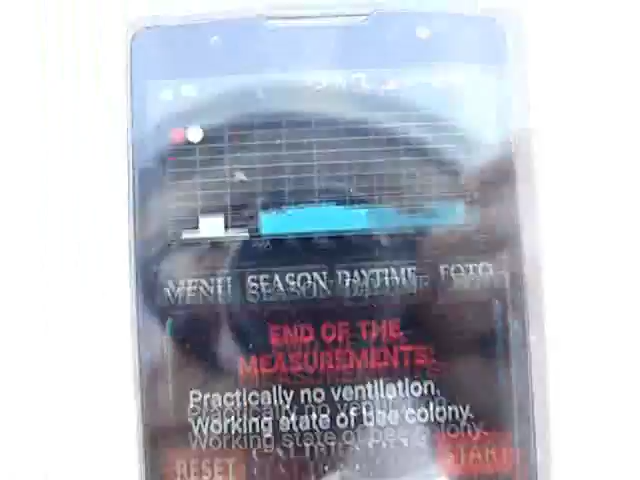 MENU SEASON DAYTIME FOTO
END OF THE
MEASUREMENTS!
Practically no ventilation.
Working state of bee colony.
RESET START